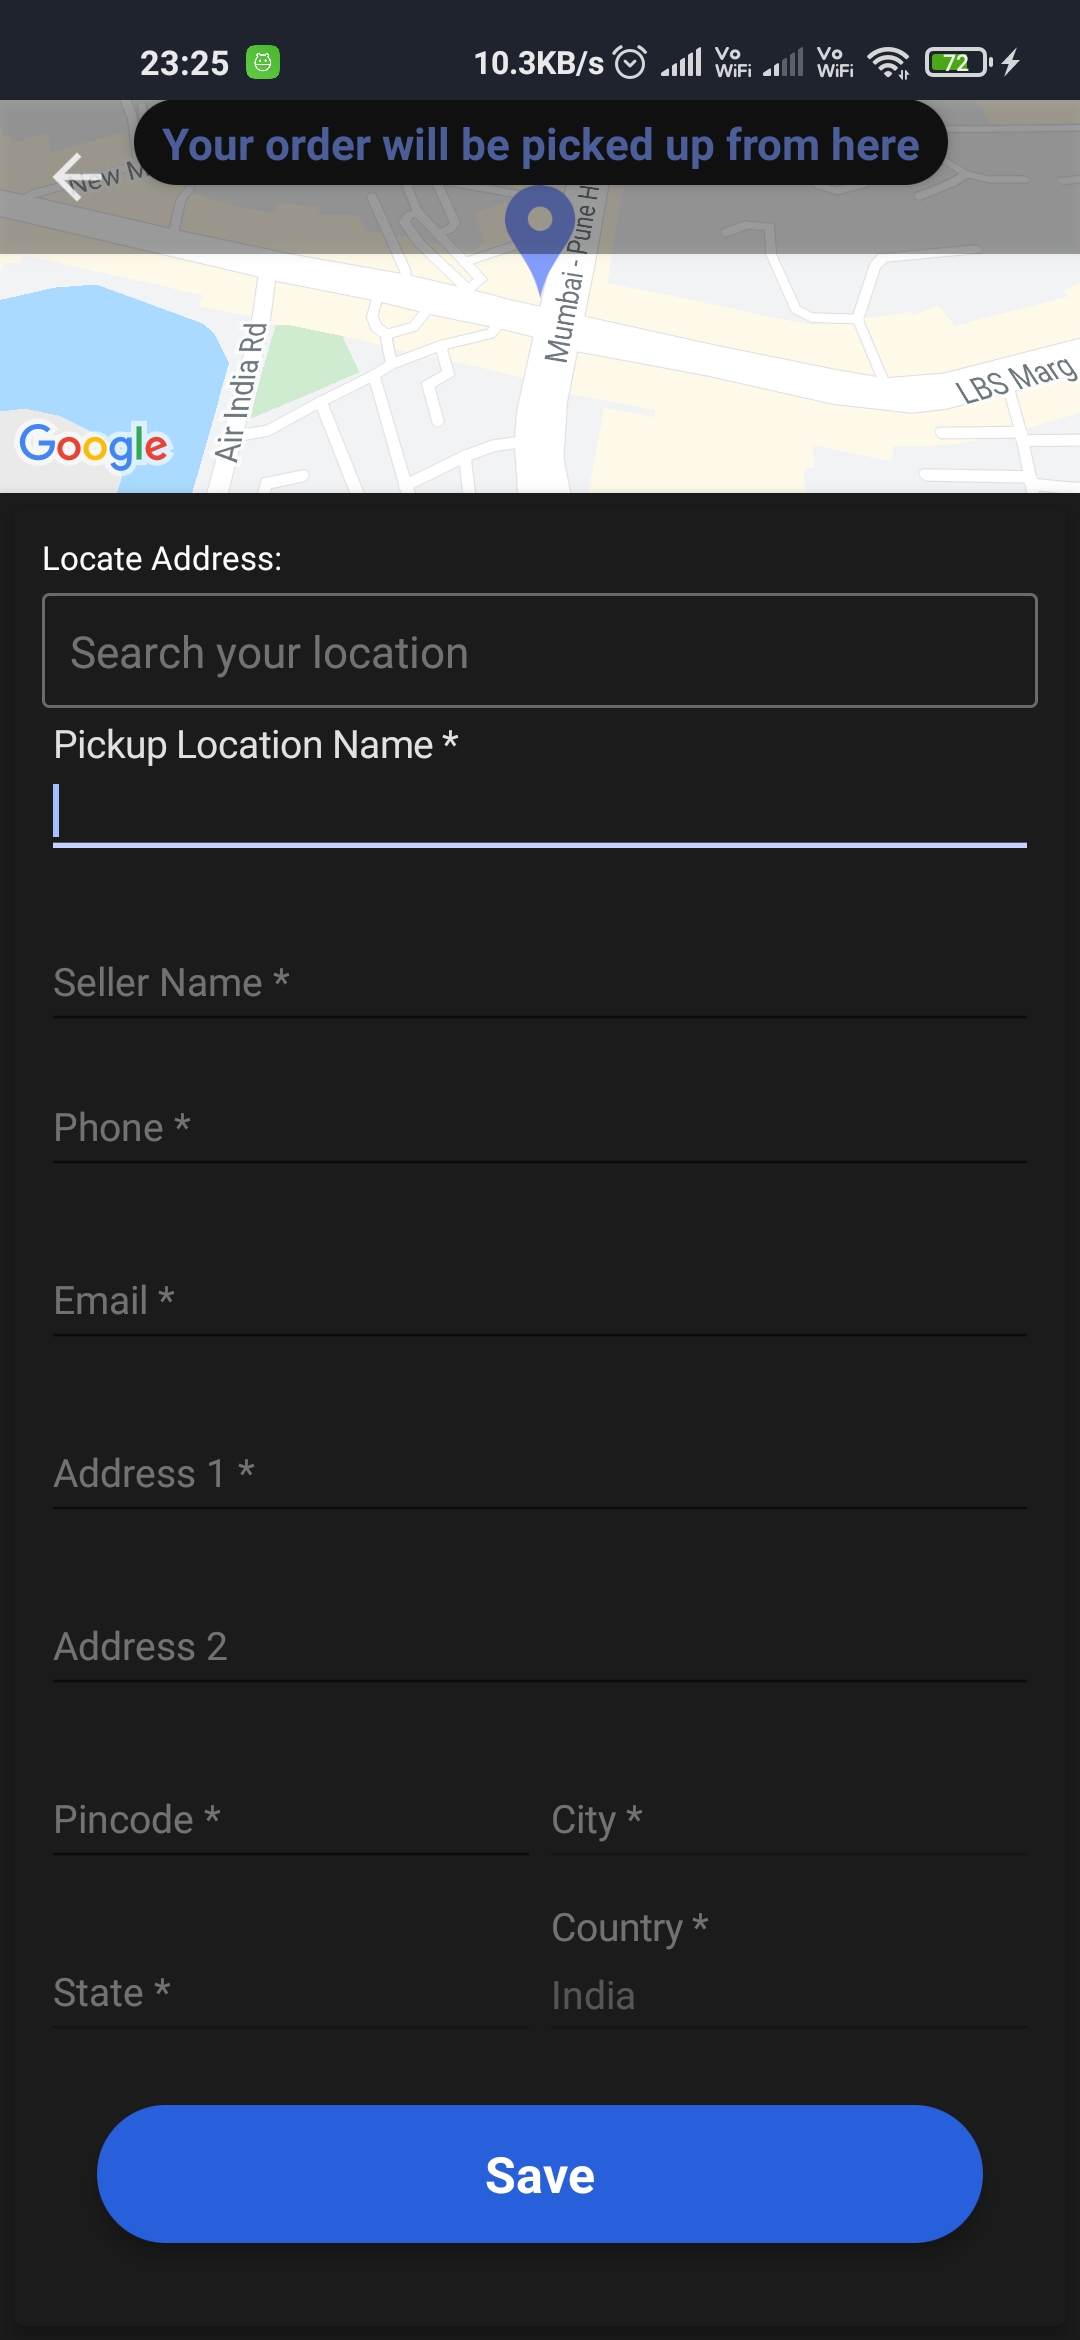 23:25
10.3KB/s
Vo WiFi
Vo WiFi
72
Your order will be picked up from here
New M
Mumbai - Pune H
Air India Rd
LBS Marg
Google
Locate Address:
Search your location
Pickup Location Name *
Seller Name *
Phone *
Email *
Address 1 *
Address 2
Pincode *
City *
Country *
State *
India
Save